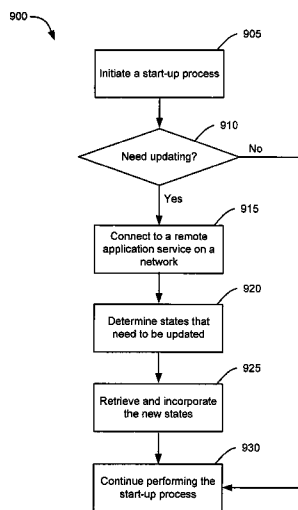 900
905
Initiate a start-up process
910
Need updating?
No
Yes
915
Connect to a remote
application service on a
network
920
Determine states that
need to be updated
925
Retrieve and incorporate
the new states
930
Continue performing the
start-up process